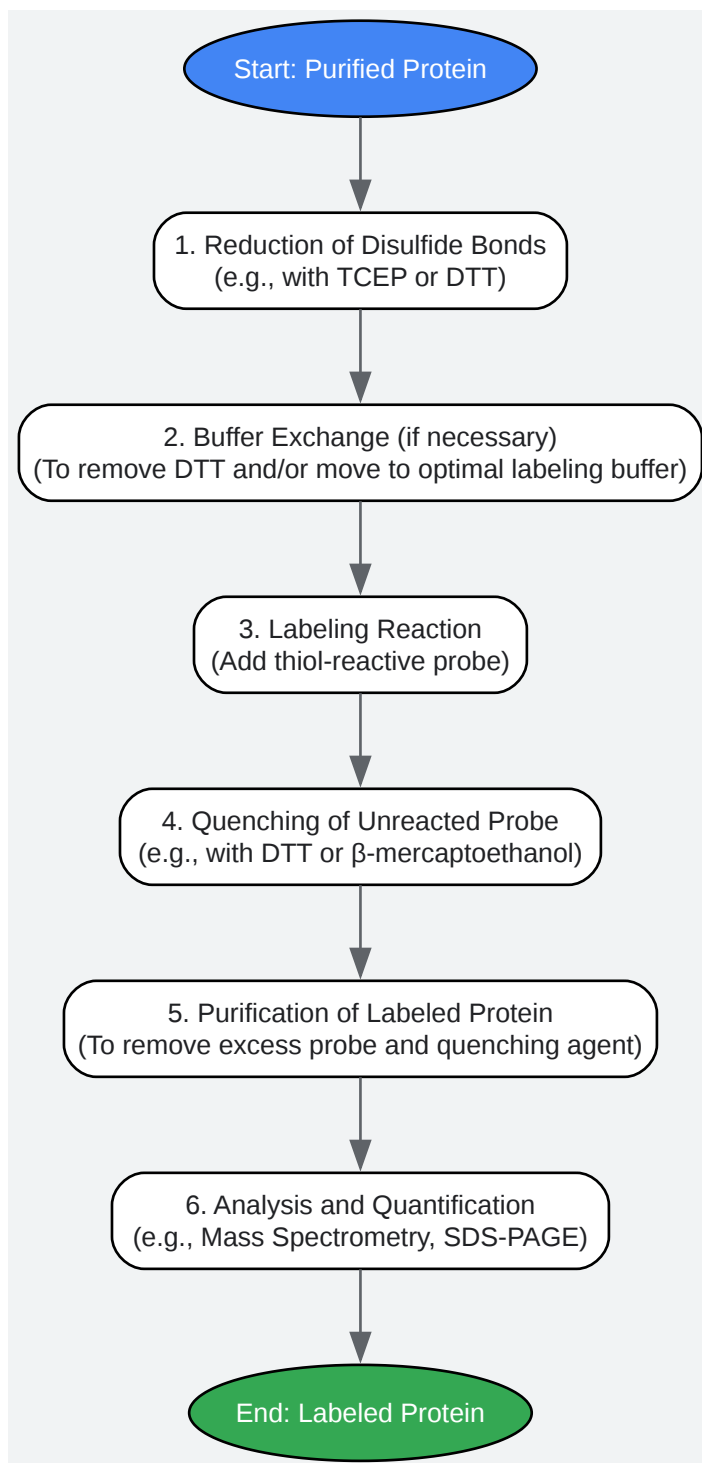 Start: Purified Protein
1. Reduction of Disulfide Bonds
(e.g., with TCEP or DTT)
2. Buffer Exchange (if necessary)
(To remove DTT and/or move to optimal labeling buffer)
3. Labeling Reaction
(Add thiol-reactive probe)
4. Quenching of Unreacted Probe
(e.g., with DTT or β-mercaptoethanol)
5. Purification of Labeled Protein
(To remove excess probe and quenching agent)
6. Analysis and Quantification
(e.g., Mass Spectrometry, SDS-PAGE)
End: Labeled Protein